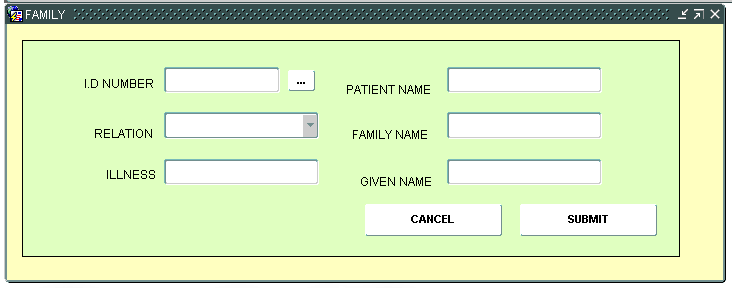 FAMILY
I.D NUMBER ... PATIENT NAME
RELATION FAMILY NAME
ILLNESS GIVEN NAME
CANCEL SUBMIT